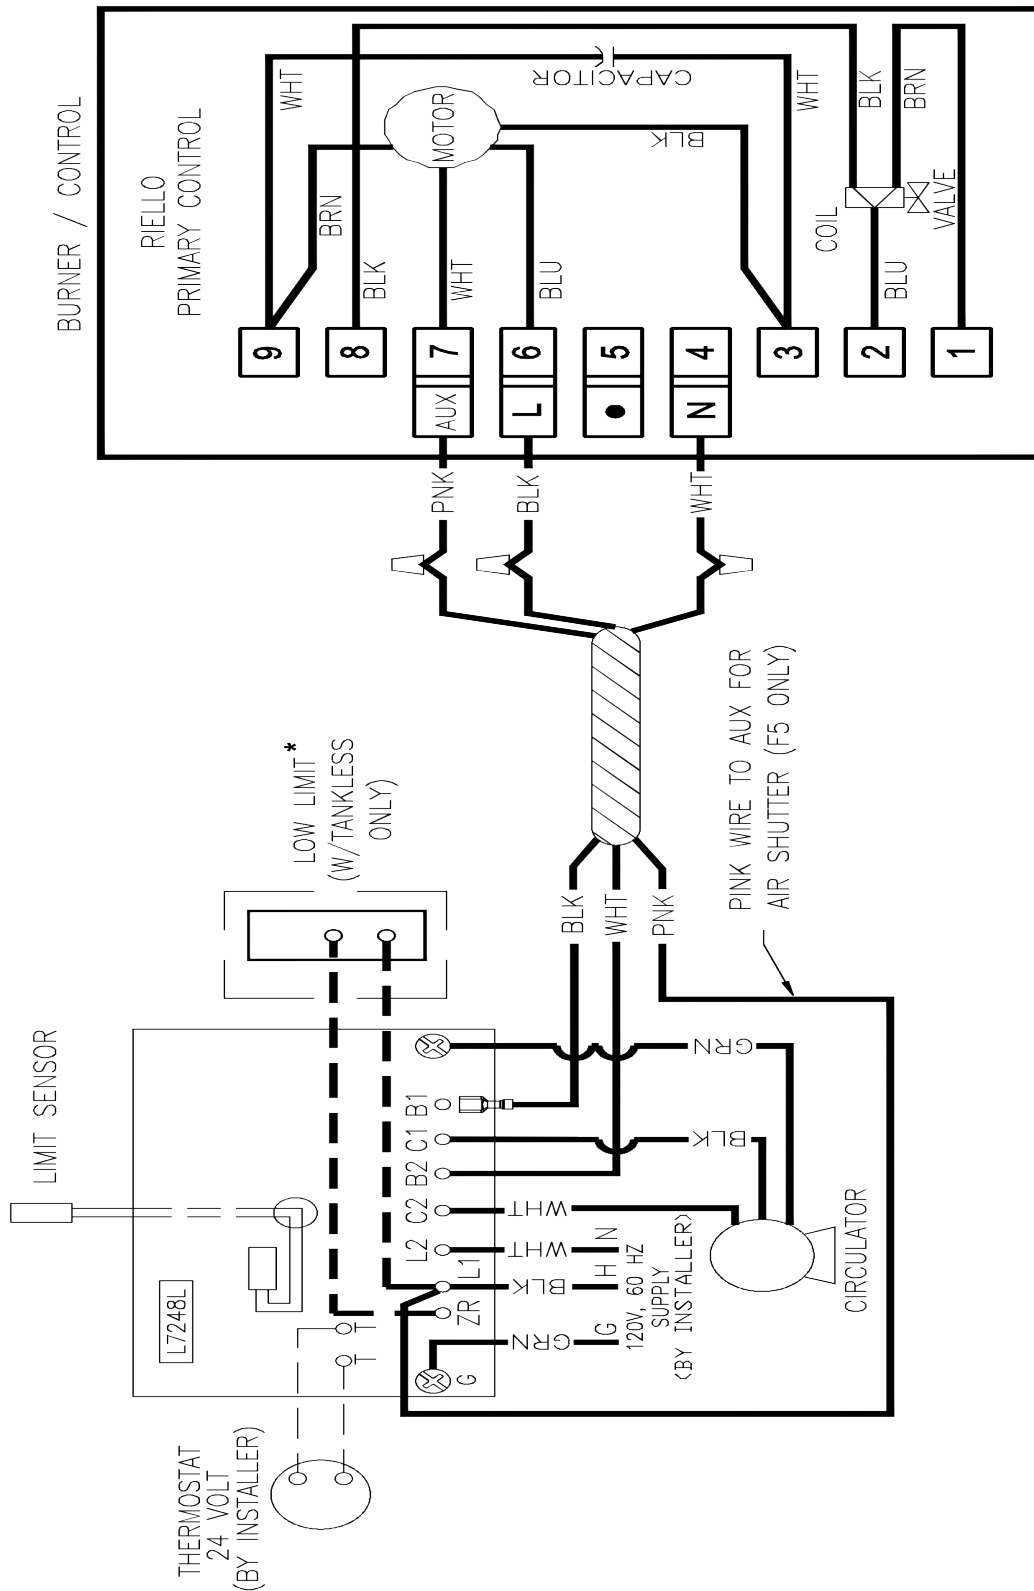 BURNER / CONTROL
RIELLO
PRIMARY CONTROL
WHT
BRN
BLK
WHT
BLU
MOTOR
CAPACITOR
BLK
WHT
BLK
BRN
COIL
VALVE
BLU
9
8
7
6
5
4
3
2
1
AUX
L
N
PNK
BLK
WHT
LOW LIMIT*
(W/TANKLESS
ONLY)
PINK WIRE TO AUX FOR
AIR SHUTTER (F5 ONLY)
BLK
WHT
PNK
LIMIT SENSOR
L7248L
B1
C1
B2
C2
L2
L1
ZR
T
T
G
GRN
BLK
WHT
WHT
BLK
GRN
N
H
G
120V, 60 HZ
SUPPLY
(BY INSTALLER)
CIRCULATOR
THERMOSTAT
24 VOLT
(BY INSTALLER)